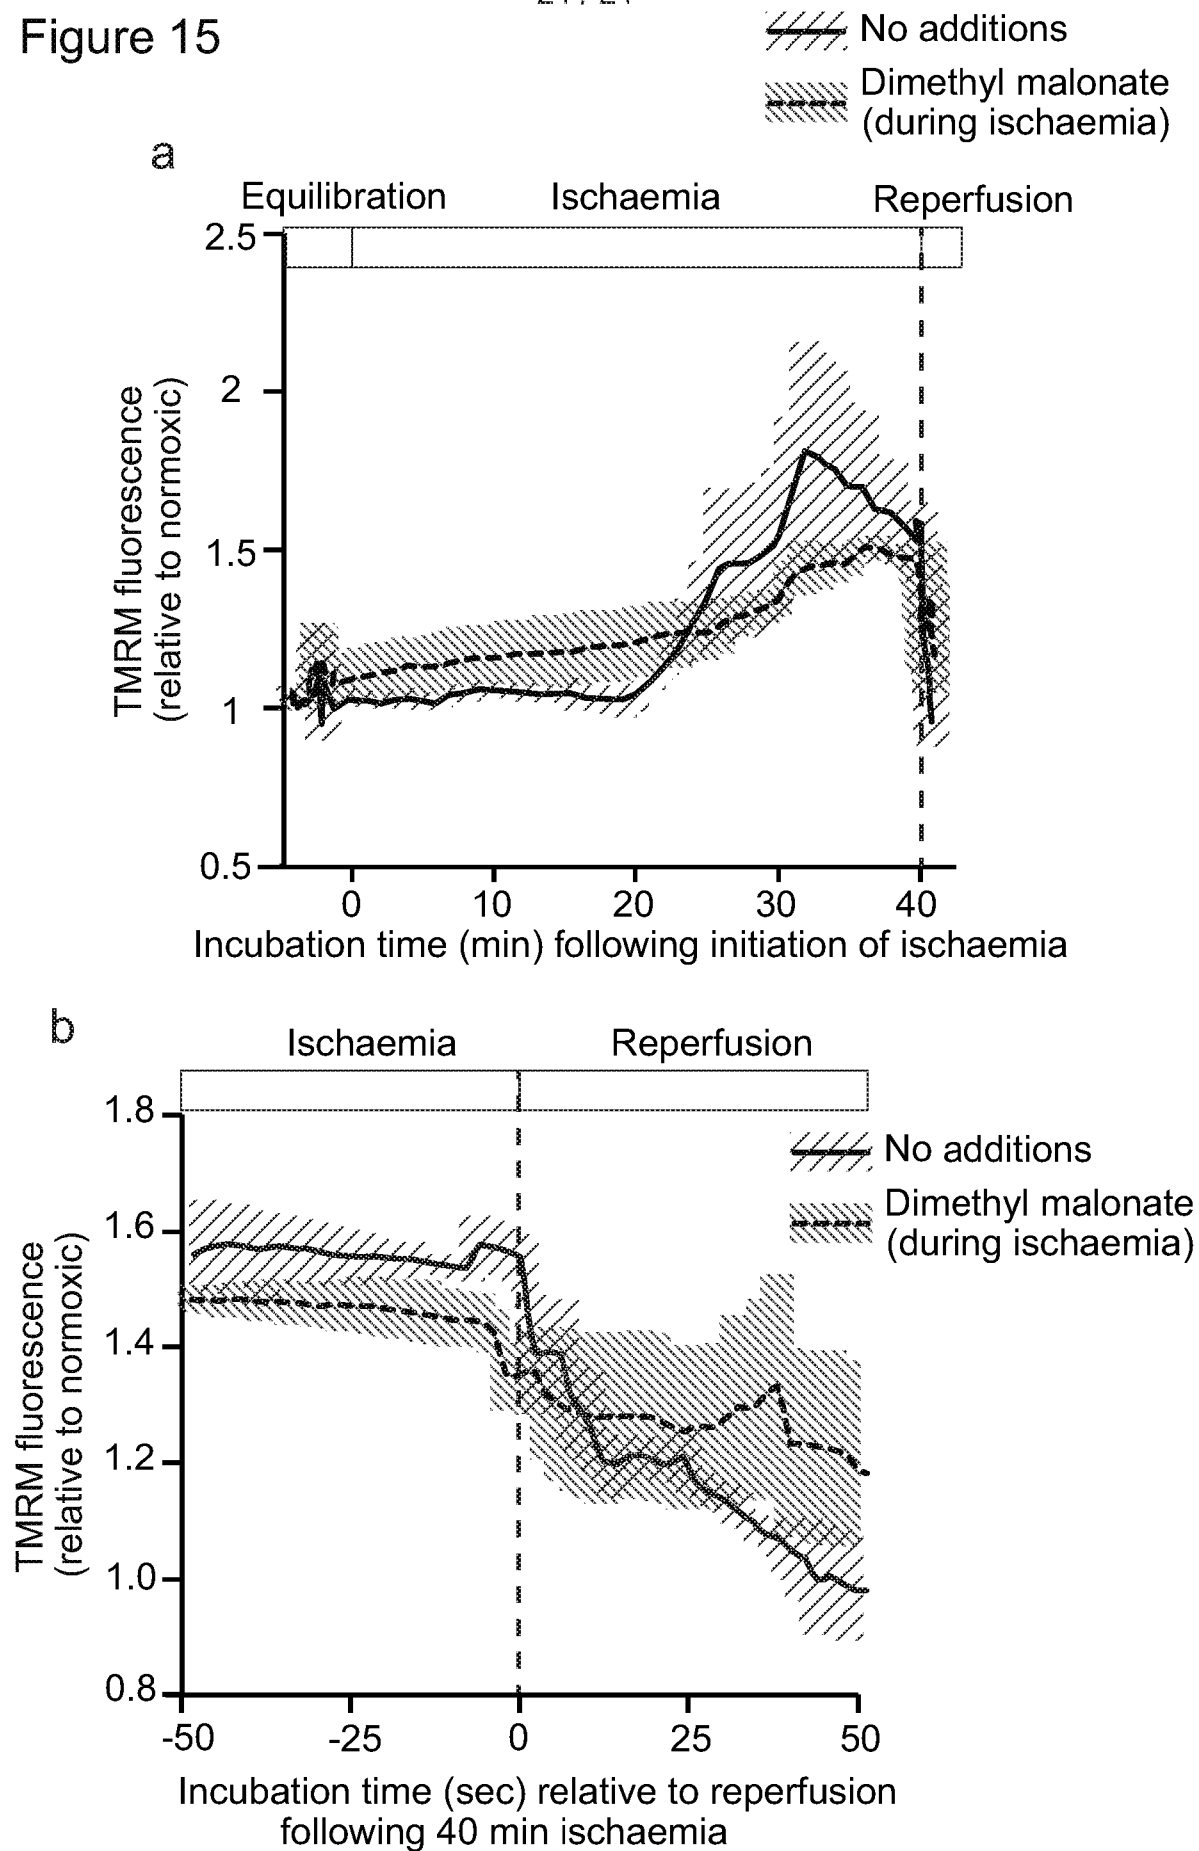 Figure 15
No additions
Dimethyl malonate
(during ischaemia)
a
Equilibration Ischaemia Reperfusion
2.5
2
1.5
1
0.5
TMRM fluorescence
(relative to normoxic)
0 10 20 30 40
Incubation time (min) following initiation of ischaemia
b
Ischaemia Reperfusion
No additions
Dimethyl malonate
(during ischaemia)
1.8
1.6
1.4
1.2
1.0
0.8
TMRM fluorescence
(relative to normoxic)
-50 -25 0 25 50
Incubation time (sec) relative to reperfusion
following 40 min ischaemia